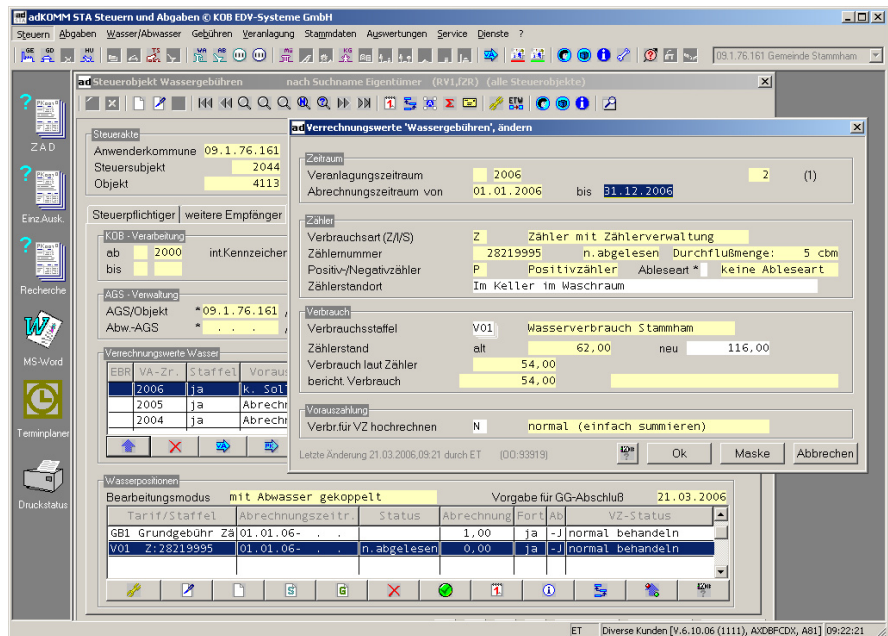 adKOMM STA Steuern und Abgaben © KOB EDV-Systeme GmbH
Steuern Abgaben Wasser/Abwasser Gebühren Veranlagung Stammdaten Auswertungen Service Dienste ?
09.1.76.161 Gemeinde Stammham
ad Steuerobjekt Wassergebühren nach Suchname Eigentümer (RV1,fZR) (alle Steuerobjekte)
ZAD
Einz.Ausk.
Recherche
MS-Word
Terminplaner
Druckstatus
Steuerakte
Anwenderkommune 09.1.76.161
Steuersubjekt 2044
Objekt 4113
Steuerpflichtiger weitere Empfänger
KOB - Verarbeitung
ab 2000 int.Kennzeichen
bis
AGS - Verwaltung
AGS/Objekt *09.1.76.161 /
Abw.-AGS * . . . /
Verrechnungswerte Wasser
EBR VA-Zr. Staffel Voraus
2006 ja k. Sol
2005 ja Abrechn
2004 ja Abrechn
ad Verrechnungswerte 'Wassergebühren', ändern
Zeitraum
Veranlagungszeitraum 2006 2 (1)
Abrechnungszeitraum von 01.01.2006 bis 31.12.2006
Zähler
Verbrauchsart (Z/I/S) Z Zähler mit Zählerverwaltung
Zählernummer 28219995 n.abgelesen Durchflußmenge: 5 cbm
Positiv-/Negativzähler P Positivzähler Ableseart * keine Ableseart
Zählerstandort Im Keller im Waschraum
Verbrauch
Verbrauchsstaffel V01 Wasserverbrauch Stammham
Zählerstand alt 62,00 neu 116,00
Verbrauch laut Zähler 54,00
bericht. Verbrauch 54,00
Vorauszahlung
Verbr.für VZ hochrechnen N normal (einfach summieren)
Letzte Änderung 21.03.2006,09:21 durch ET (OO:93919)
Ok Maske Abbrechen
Wasserpositionen
Bearbeitungsmodus mit Abwasser gekoppelt Vorgabe für GG-Abschluß 21.03.2006
Tarif/Staffel Abrechnungszeitr. Status Abrechnung Fort Ab VZ-Status
GB1 Grundgebühr Zä 01.01.06- . . 1,00 ja -J normal behandeln
V01 Z:28219995 01.01.06- . . n.abgelesen 0,00 ja -J normal behandeln
ET Diverse Kunden [V.6.10.06 (1111), AXDBFCDX, A81] 09:22:21